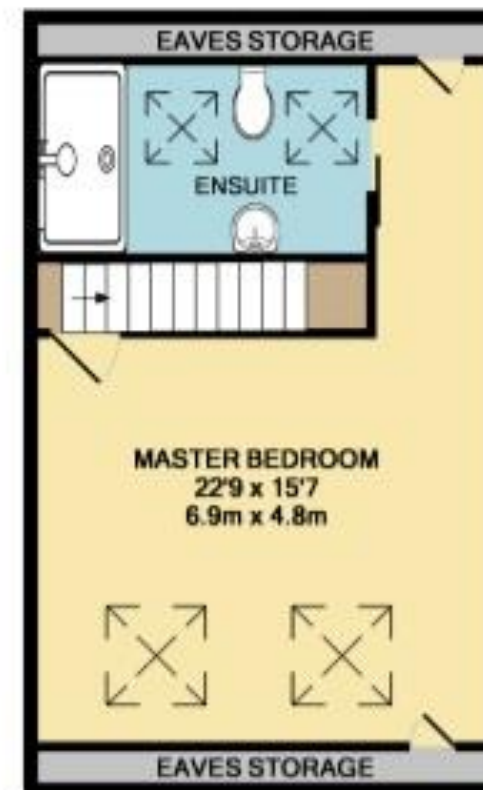 EAVES STORAGE
ENSUITE
MASTER BEDROOM
22'9 x 15'7
6.9m x 4.8m
EAVES STORAGE